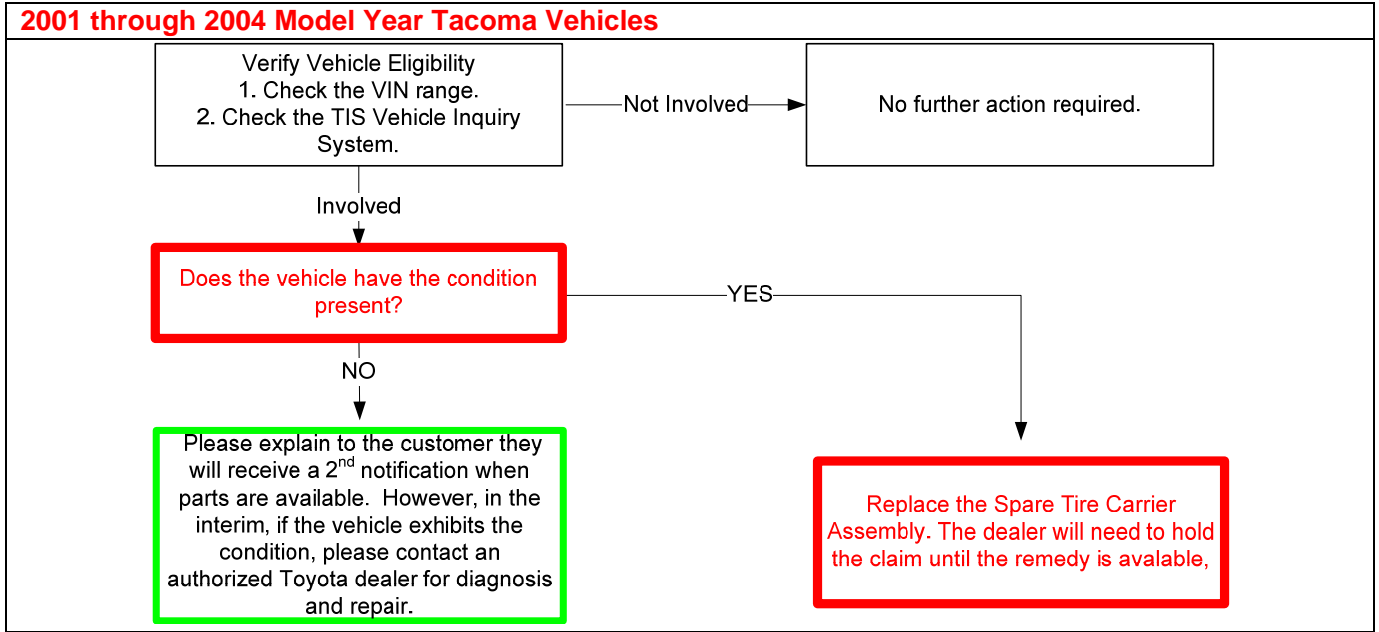 2001 through 2004 Model Year Tacoma Vehicles
Verify Vehicle Eligibility
1. Check the VIN range.
2. Check the TIS Vehicle Inquiry
System.
Not Involved
No further action required.
Involved
Does the vehicle have the condition
present?
YES
NO
Please explain to the customer they
will receive a 2nd notification when
parts are available. However, in the
interim, if the vehicle exhibits the
condition, please contact an
authorized Toyota dealer for diagnosis
and repair.
Replace the Spare Tire Carrier
Assembly. The dealer will need to hold
the claim until the remedy is avalable,